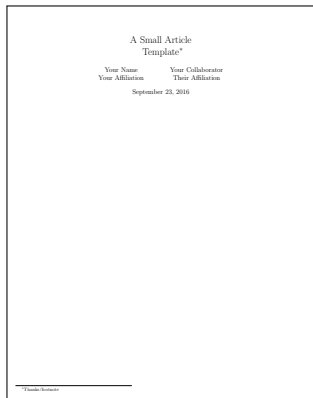 A Small Article
Template*
Your Name
Your Affiliation
Your Collaborator
Their Affiliation
September 23, 2016
*Thanks footnote